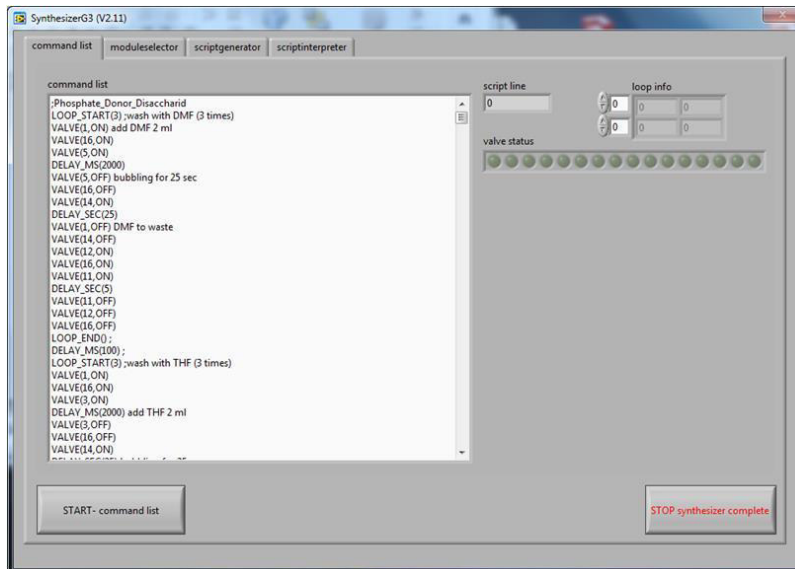 SynthesizerG3 (V2.11)
command list moduleselector scriptgenerator scriptinterpreter
command list
;Phosphate_Donor_Disaccharid
LOOP_START(3) ;wash with DMF (3 times)
VALVE(1,ON) add DMF 2 ml
VALVE(16,ON)
VALVE(5,ON)
DELAY_MS(2000)
VALVE(5,OFF) bubbling for 25 sec
VALVE(16,OFF)
VALVE(14,ON)
DELAY_SEC(25)
VALVE(1,OFF) DMF to waste
VALVE(14,OFF)
VALVE(12,ON)
VALVE(16,ON)
VALVE(11,ON)
DELAY_SEC(5)
VALVE(11,OFF)
VALVE(12,OFF)
VALVE(16,OFF)
LOOP_END() ;
DELAY_MS(100) ;
LOOP_START(3) ;wash with THF (3 times)
VALVE(1,ON)
VALVE(16,ON)
VALVE(3,ON)
DELAY_MS(2000) add THF 2 ml
VALVE(3,OFF)
VALVE(16,OFF)
VALVE(14,ON)
script line
0
loop info
0 0 0
0 0 0
valve status
START- command list
STOP synthesizer complete